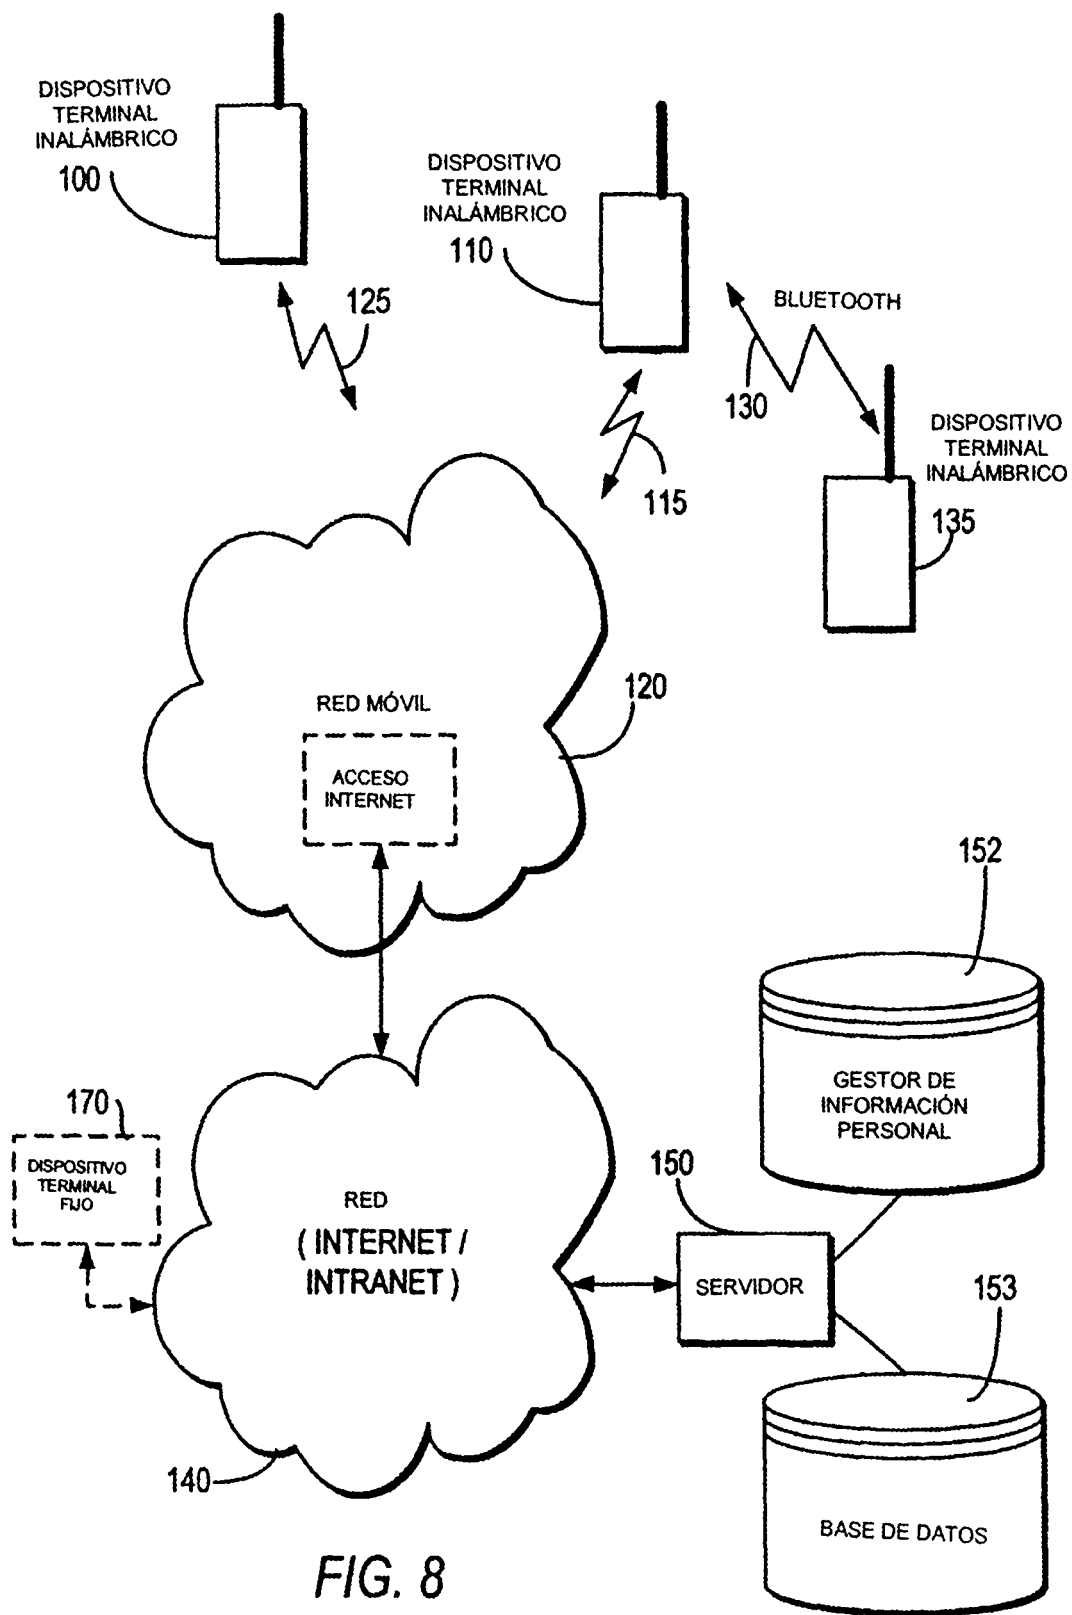 DISPOSITIVO
TERMINAL
INALÁMBRICO
100
125
DISPOSITIVO
TERMINAL
INALÁMBRICO
110
BLUETOOTH
130
115
DISPOSITIVO
TERMINAL
INALÁMBRICO
135
RED MÓVIL
120
ACCESO
INTERNET
152
GESTOR DE
INFORMACIÓN
PERSONAL
170
DISPOSITIVO
TERMINAL
FIJO
RED
( INTERNET /
INTRANET )
150
SERVIDOR
153
140
BASE DE DATOS
FIG. 8